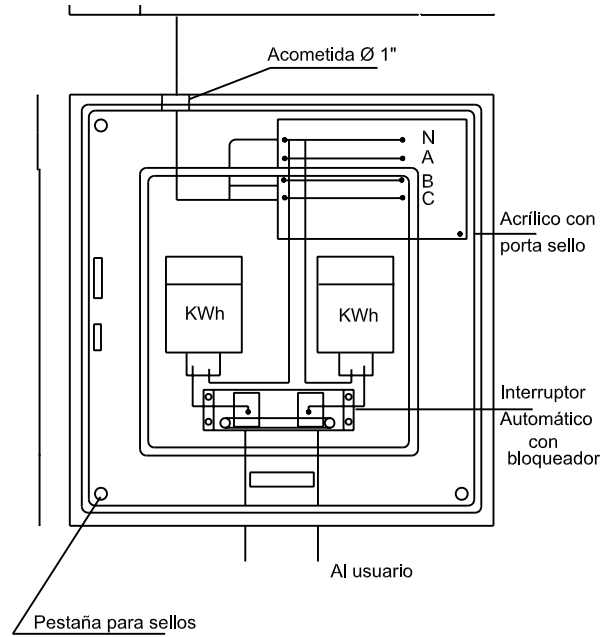 Acometida Ø 1"
N
A
B
C
Acrílico con
porta sello
KWh
KWh
Interruptor
Automático
con
bloqueador
Al usuario
Pestaña para sellos